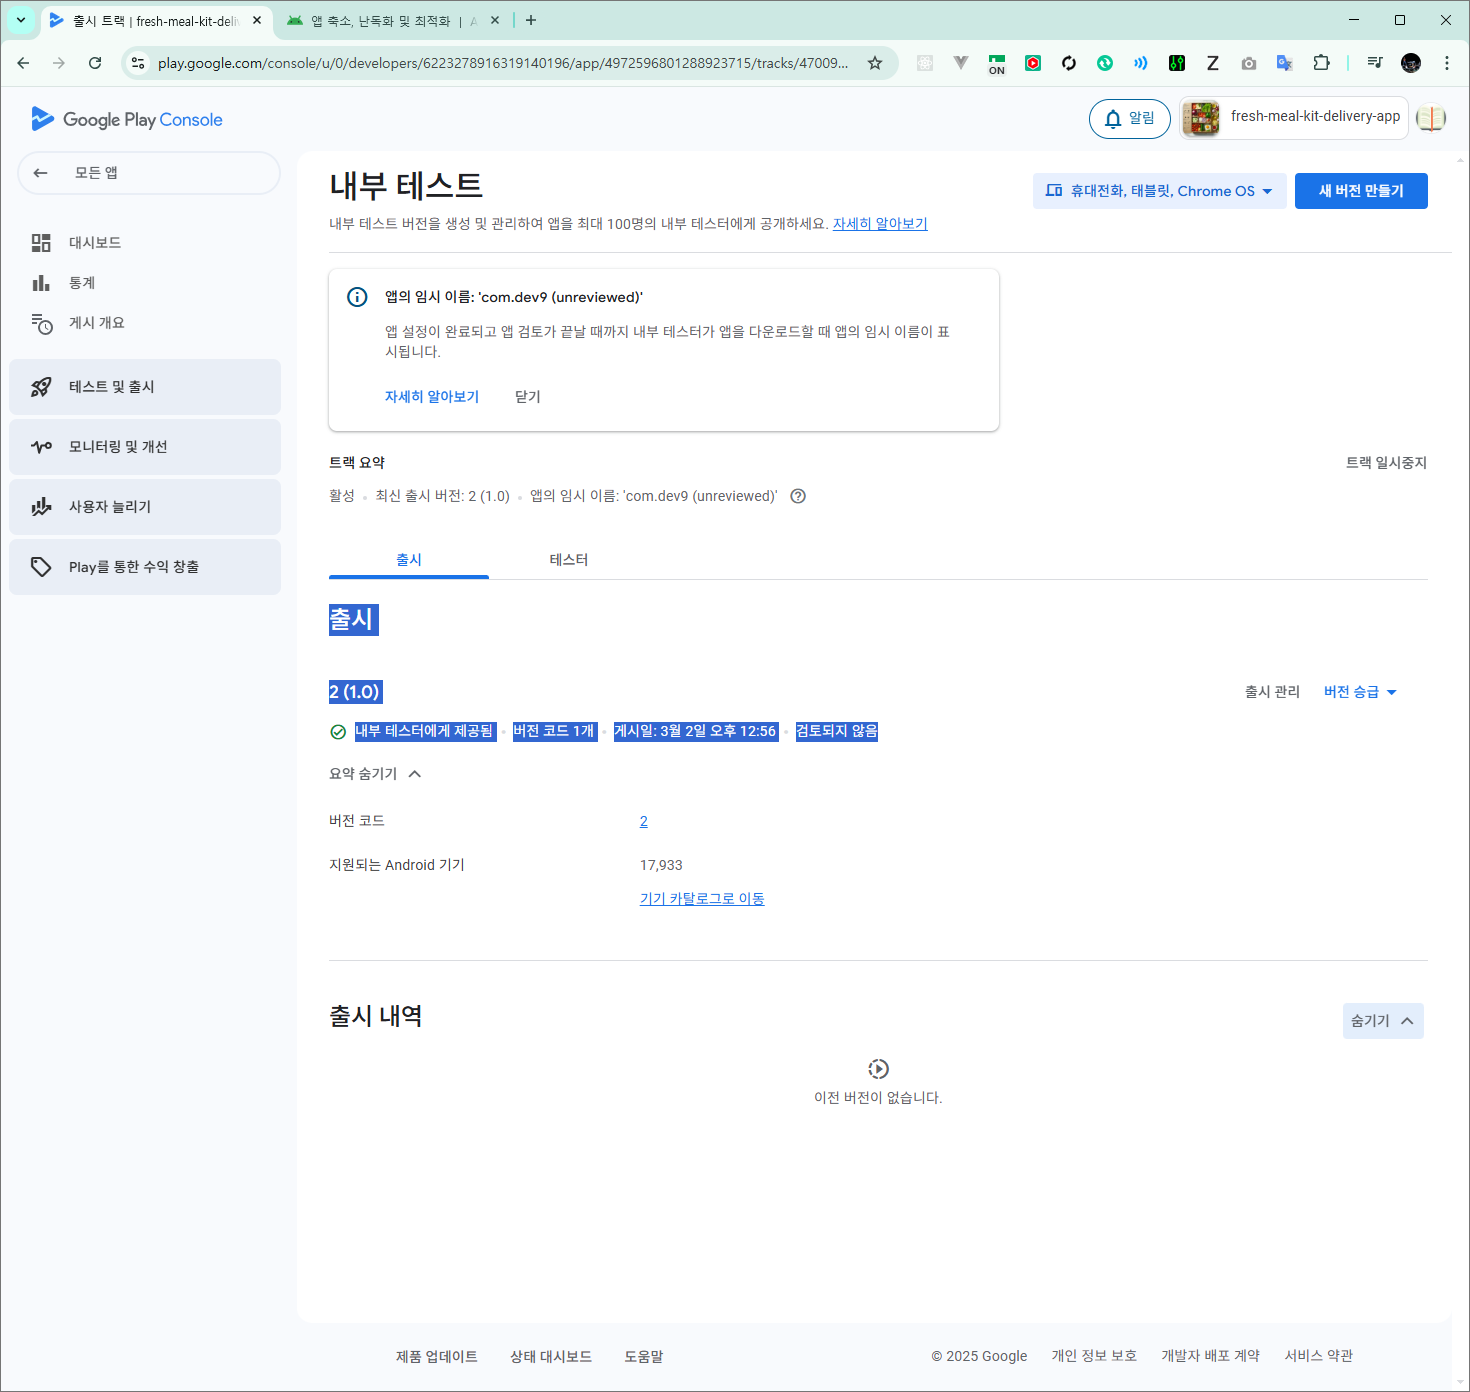 출시 트랙 | fresh-meal-kit-deli
앱 축소, 난독화 및 최적화 |
play.google.com/console/u/0/developers/6223278916319140196/app/4972596801288923715/tracks/47009...
ON
Google Play Console
알림
fresh-meal-kit-delivery-app
모든 앱
대시보드
통계
게시 개요
테스트 및 출시
모니터링 및 개선
사용자 늘리기
Play를 통한 수익 창출
내부 테스트
휴대전화, 태블릿, Chrome OS
새 버전 만들기
내부 테스트 버전을 생성 및 관리하여 앱을 최대 100명의 내부 테스터에게 공개하세요. 자세히 알아보기
앱의 임시 이름: 'com.dev9 (unreviewed)'
앱 설정이 완료되고 앱 검토가 끝날 때까지 내부 테스터가 앱을 다운로드할 때 앱의 임시 이름이 표
시됩니다.
자세히 알아보기 닫기
트랙 요약
트랙 일시중지
활성 • 최신 출시 버전: 2 (1.0) • 앱의 임시 이름: 'com.dev9 (unreviewed)'
출시 테스터
출시
2 (1.0)
출시 관리 버전 승급
내부 테스터에게 제공됨 • 버전 코드 1개 • 게시일: 3월 2일 오후 12:56 • 검토되지 않음
요약 숨기기
버전 코드 2
지원되는 Android 기기 17,933
기기 카탈로그로 이동
출시 내역
숨기기
이전 버전이 없습니다.
제품 업데이트 상태 대시보드 도움말
© 2025 Google 개인 정보 보호 개발자 배포 계약 서비스 약관